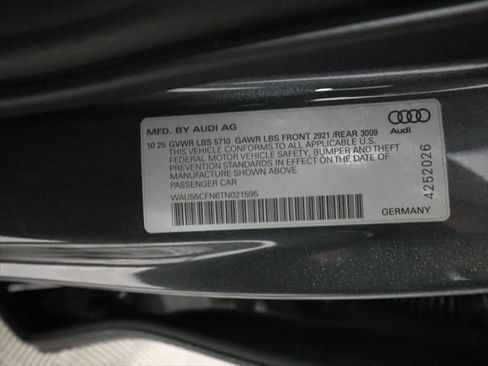 MFD. BY AUDI AG
10 25 GVWR LBS 5710 GAWR LBS FRONT 2921 /REAR 3009
THIS VEHICLE CONFORMS TO ALL APPLICABLE U.S.
FEDERAL MOTOR VEHICLE SAFETY, BUMPER AND THEFT
PREVENTION STANDARDS IN EFFECT ON THE DATE OF
MANUFACTURE SHOWN ABOVE
PASSENGER CAR
WAU55CFN6TN021595
Audi
4252026
GERMANY